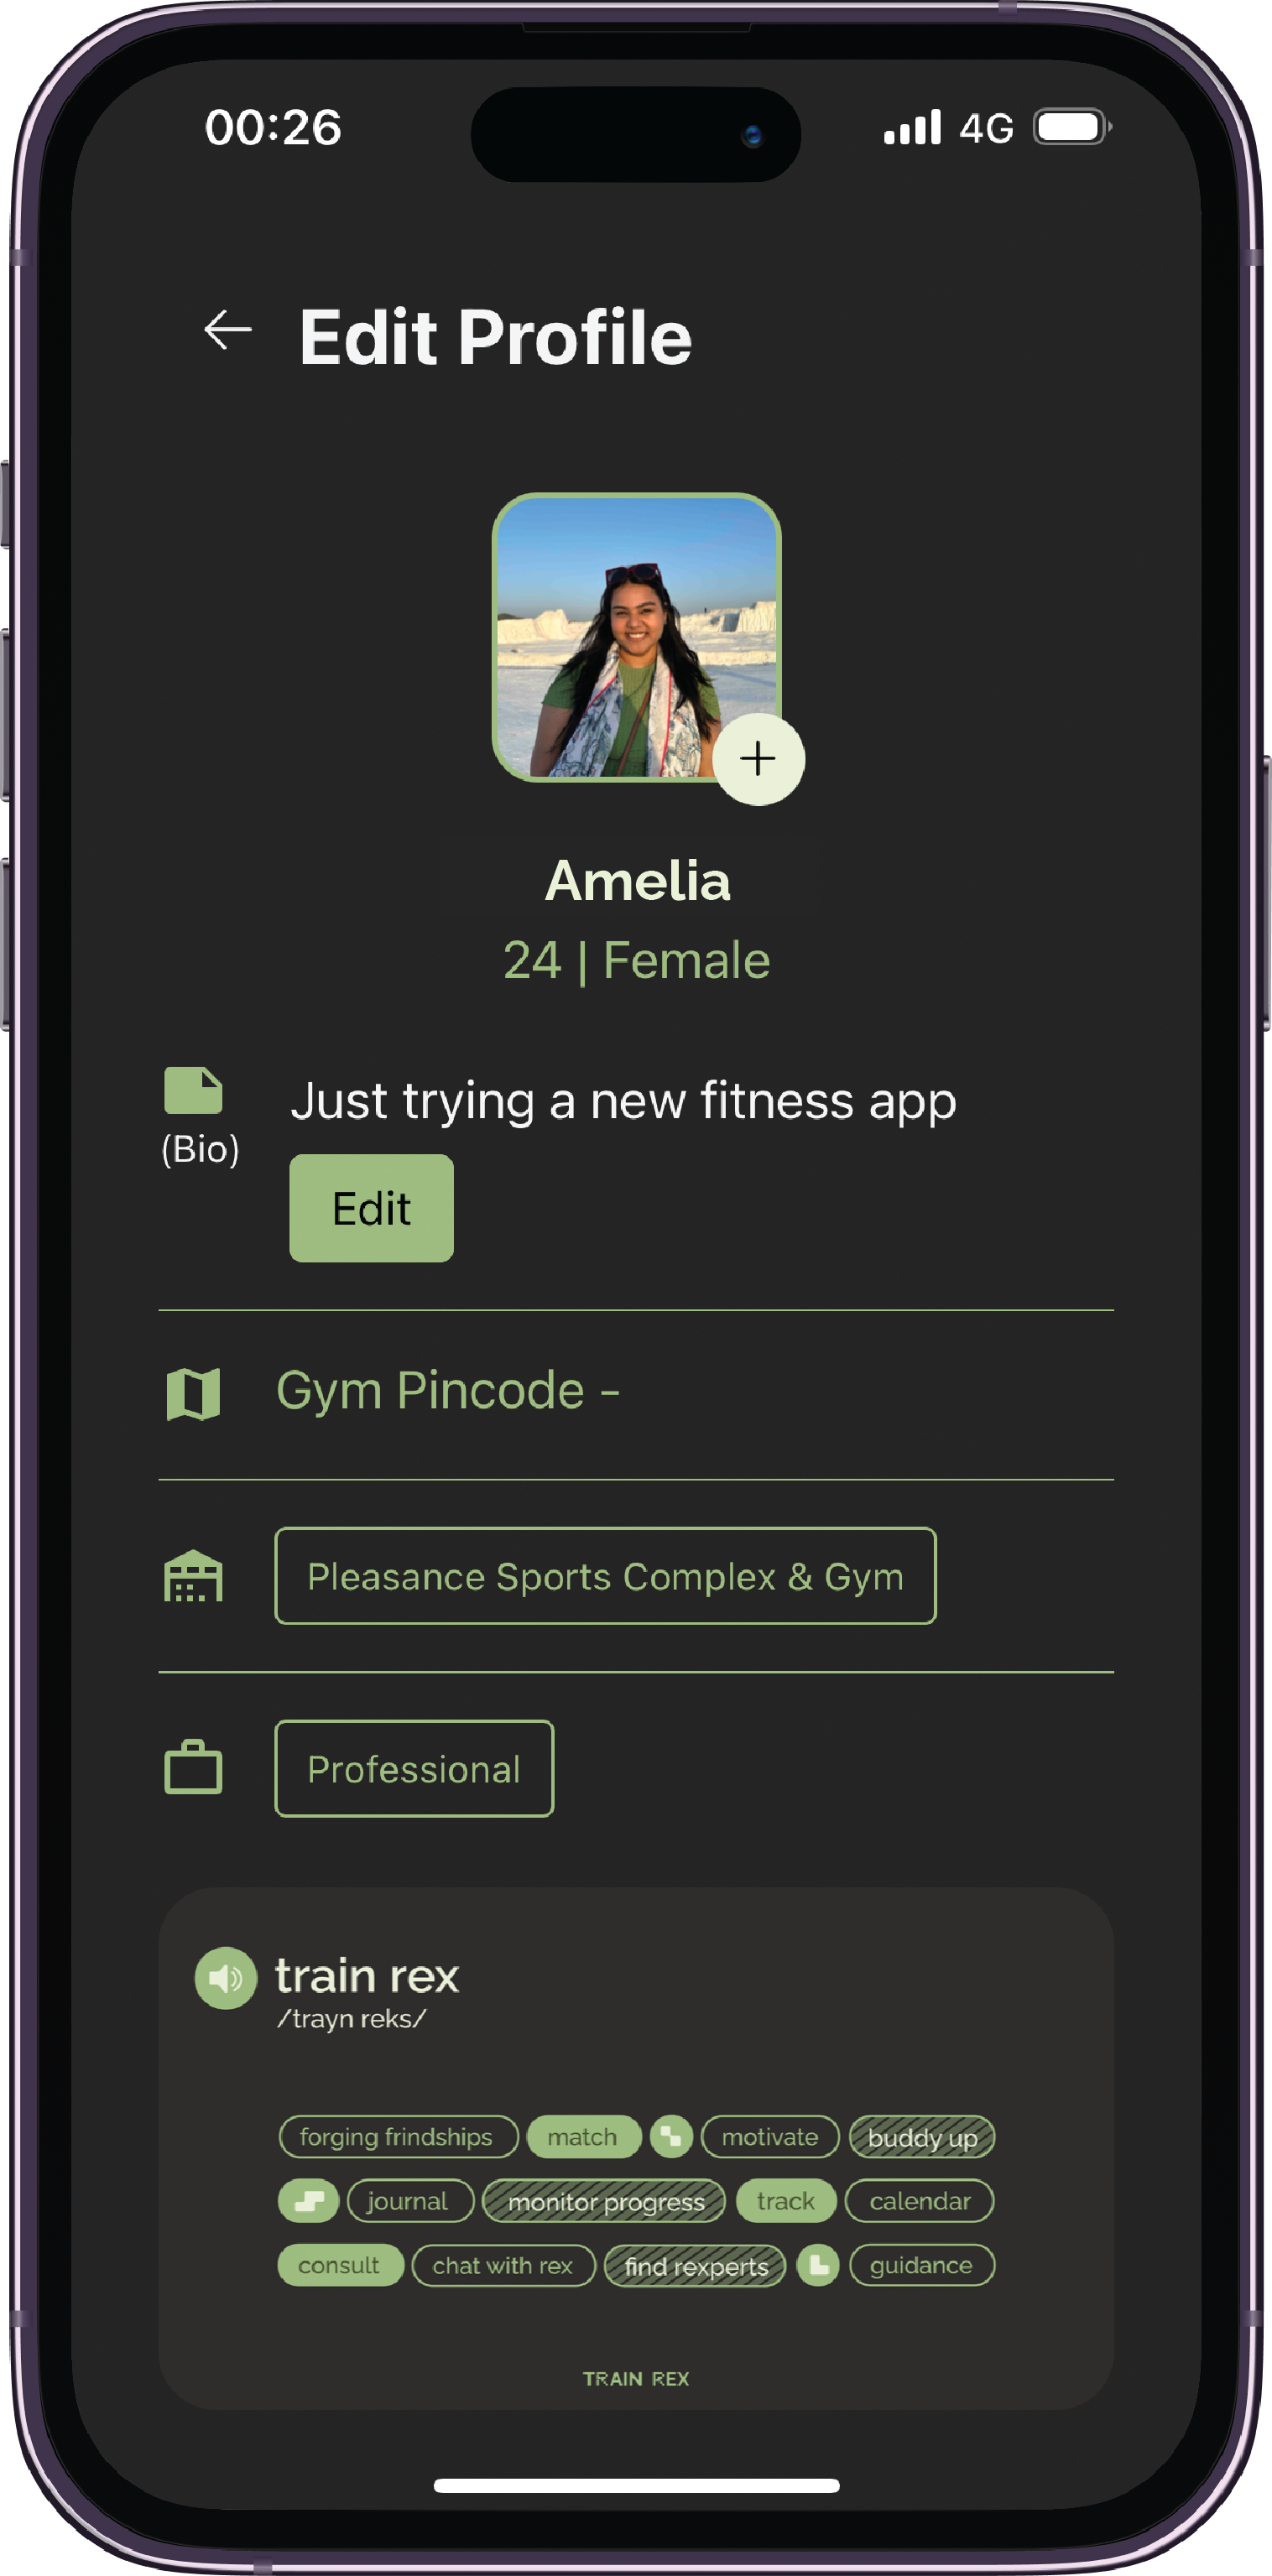 00:26 4G
Edit Profile
Amelia
24 | Female
Just trying a new fitness app
(Bio)
Edit
Gym Pincode -
Pleasance Sports Complex & Gym
Professional
train rex
/trayn reks/
forging frindships match motivate buddy up
journal monitor progress track calendar
consult chat with rex find rexperts guidance
TRAIN REX